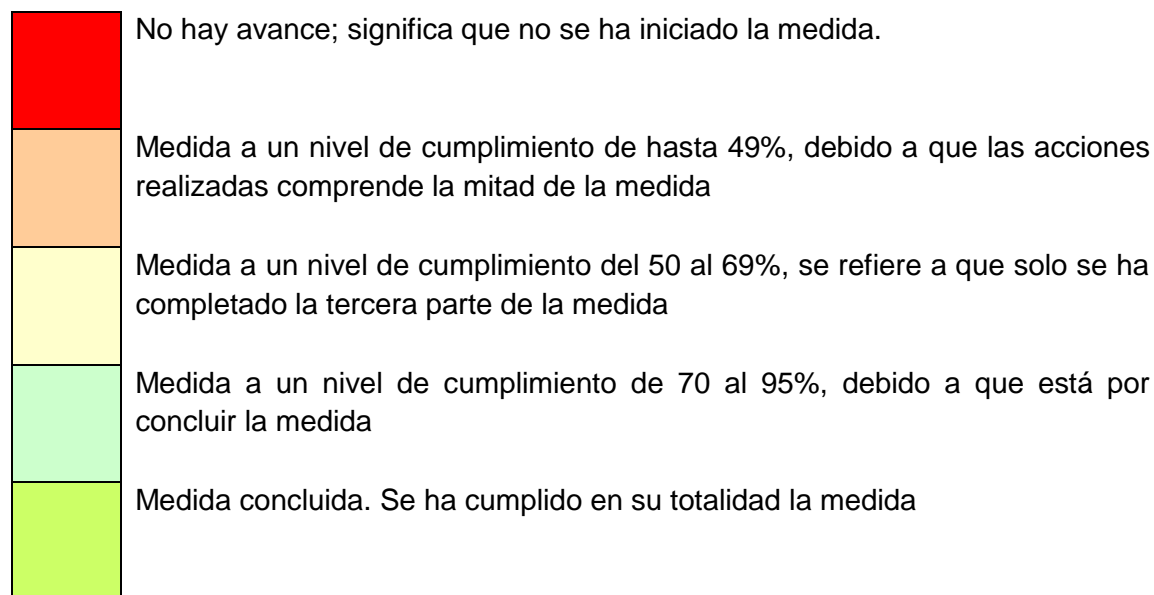 No hay avance; significa que no se ha iniciado la medida.
Medida a un nivel de cumplimiento de hasta 49%, debido a que las acciones
realizadas comprende la mitad de la medida
Medida a un nivel de cumplimiento del 50 al 69%, se refiere a que solo se ha
completado la tercera parte de la medida
Medida a un nivel de cumplimiento de 70 al 95%, debido a que está por
concluir la medida
Medida concluida. Se ha cumplido en su totalidad la medida